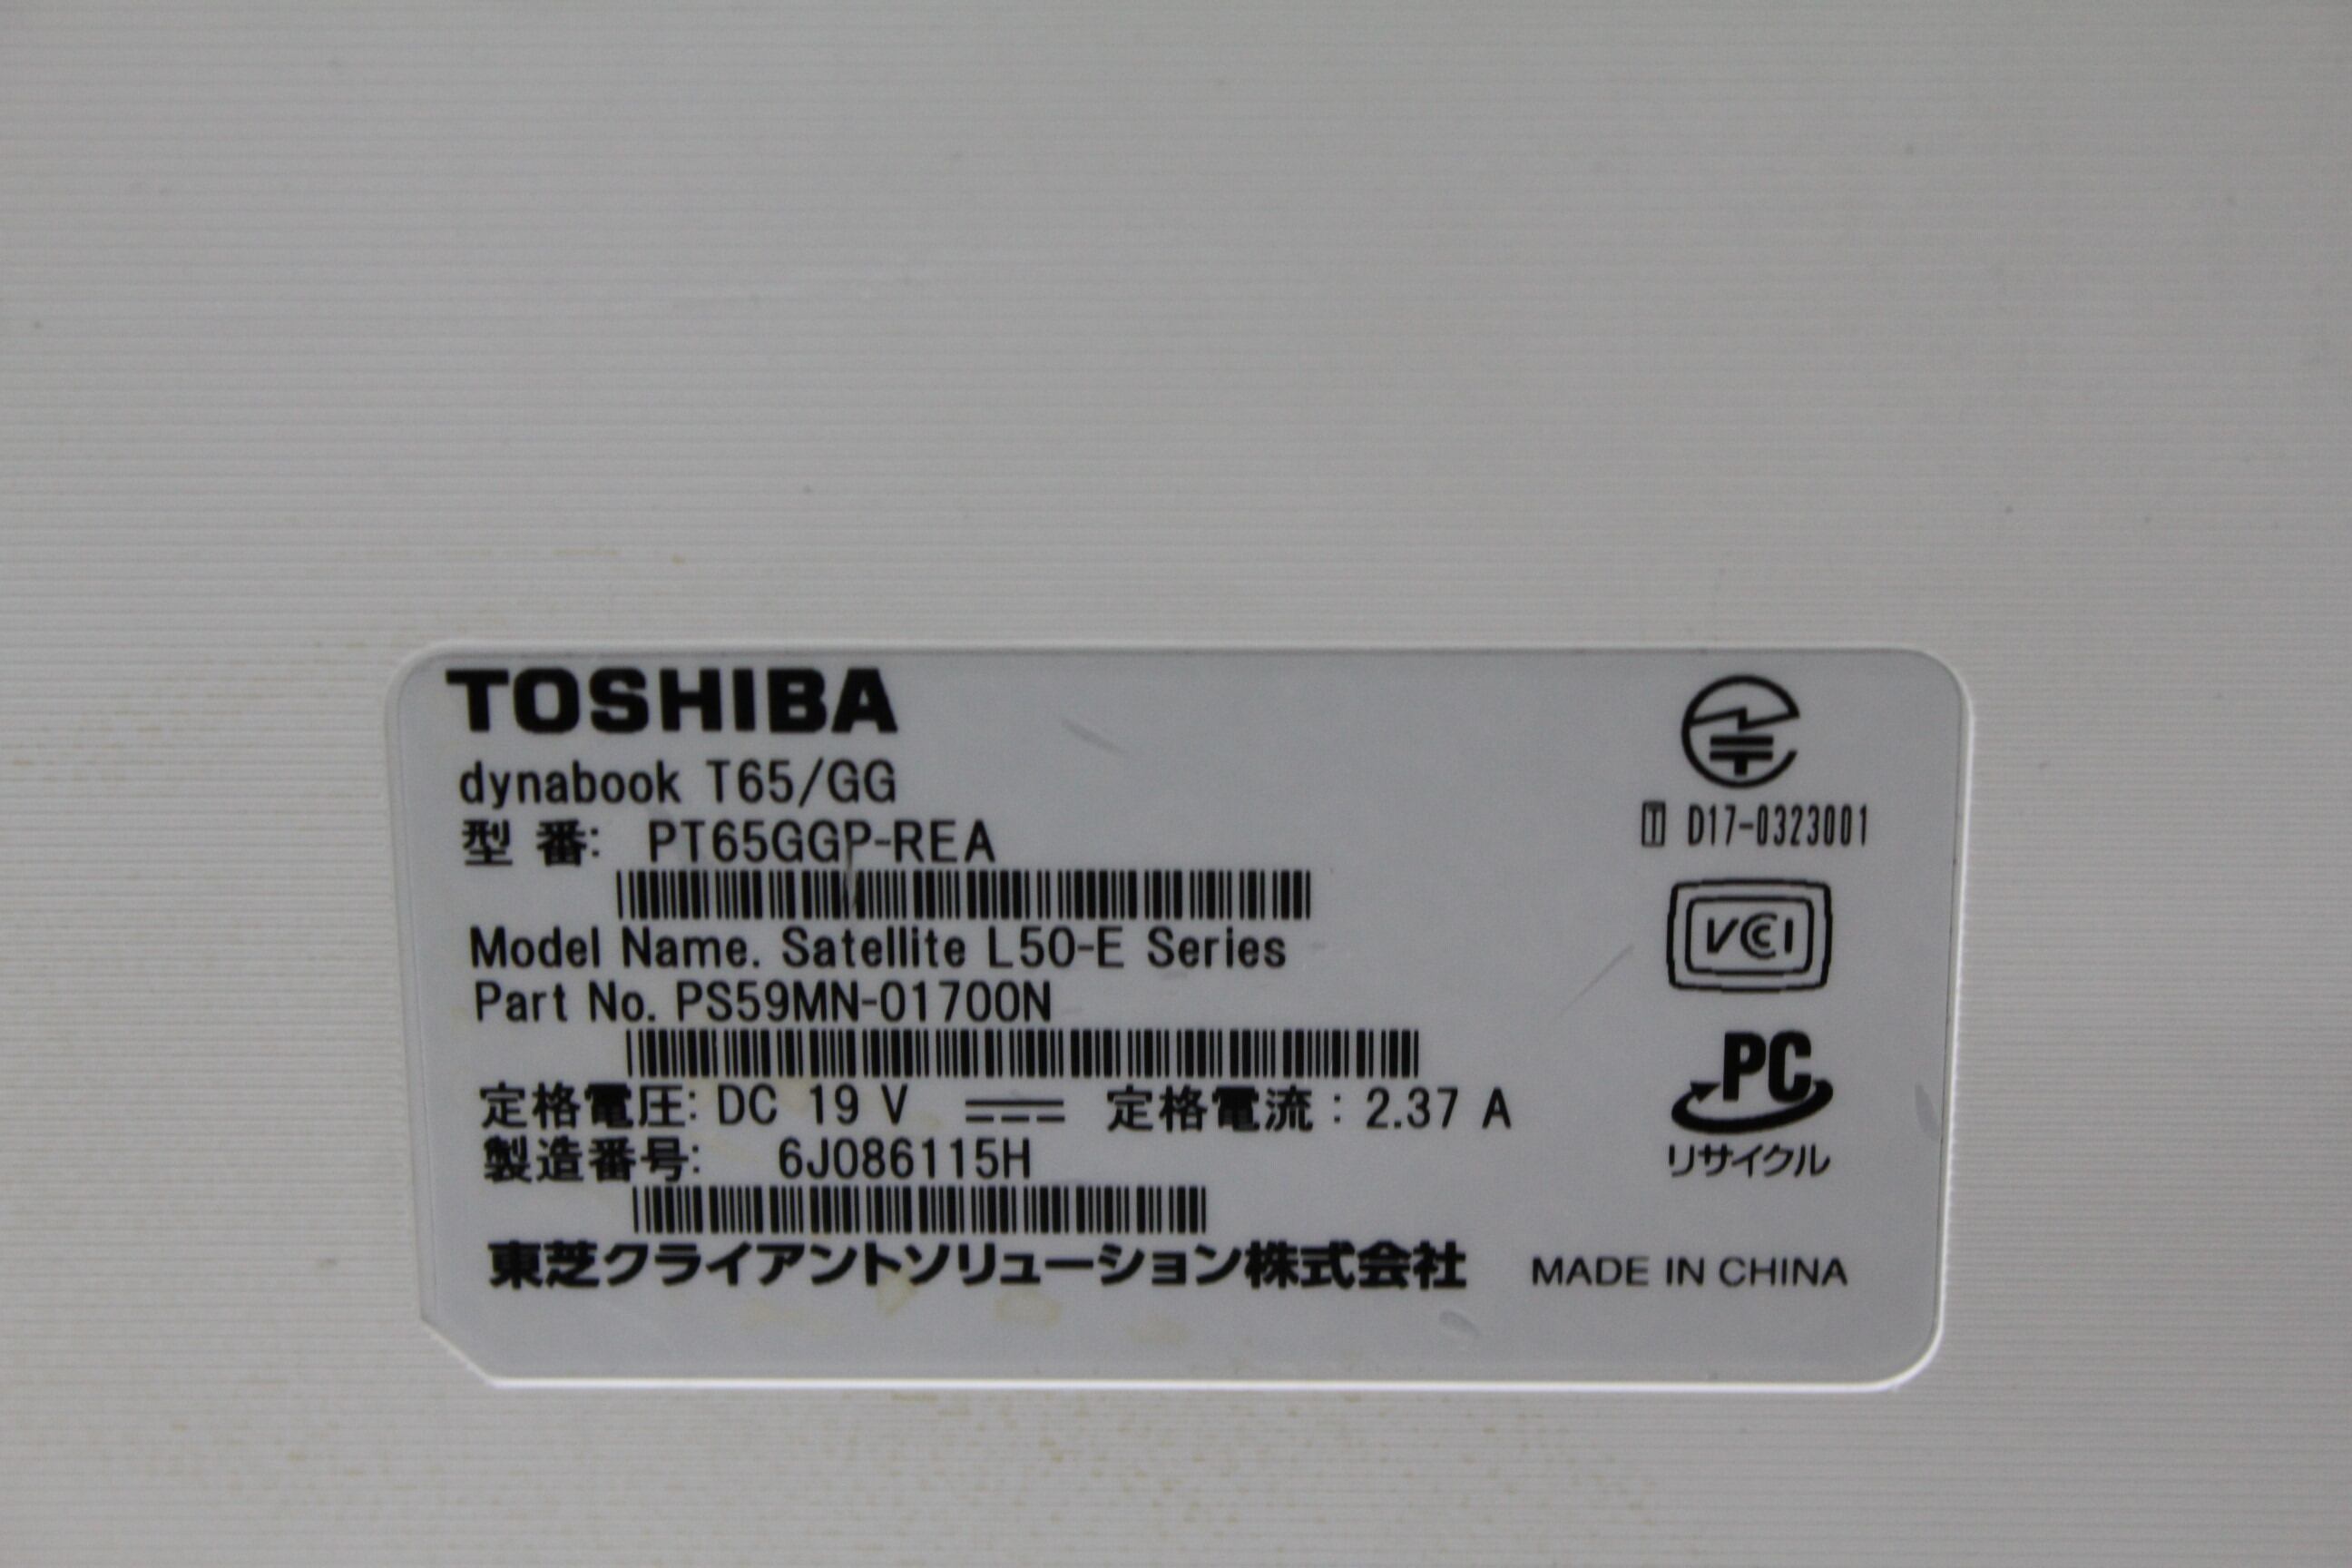 TOSHIBA
dynabook T65/GG
型 番: PT65GGP-REA
Model Name. Satellite L50-E Series
Part No. PS59MN-01700N
定格電圧: DC 19 V 定格電流: 2.37 A
製造番号: 6J086115H
東芝クライアントソリューション株式会社
T D17-0323001
VCCI
PC
リサイクル
MADE IN CHINA